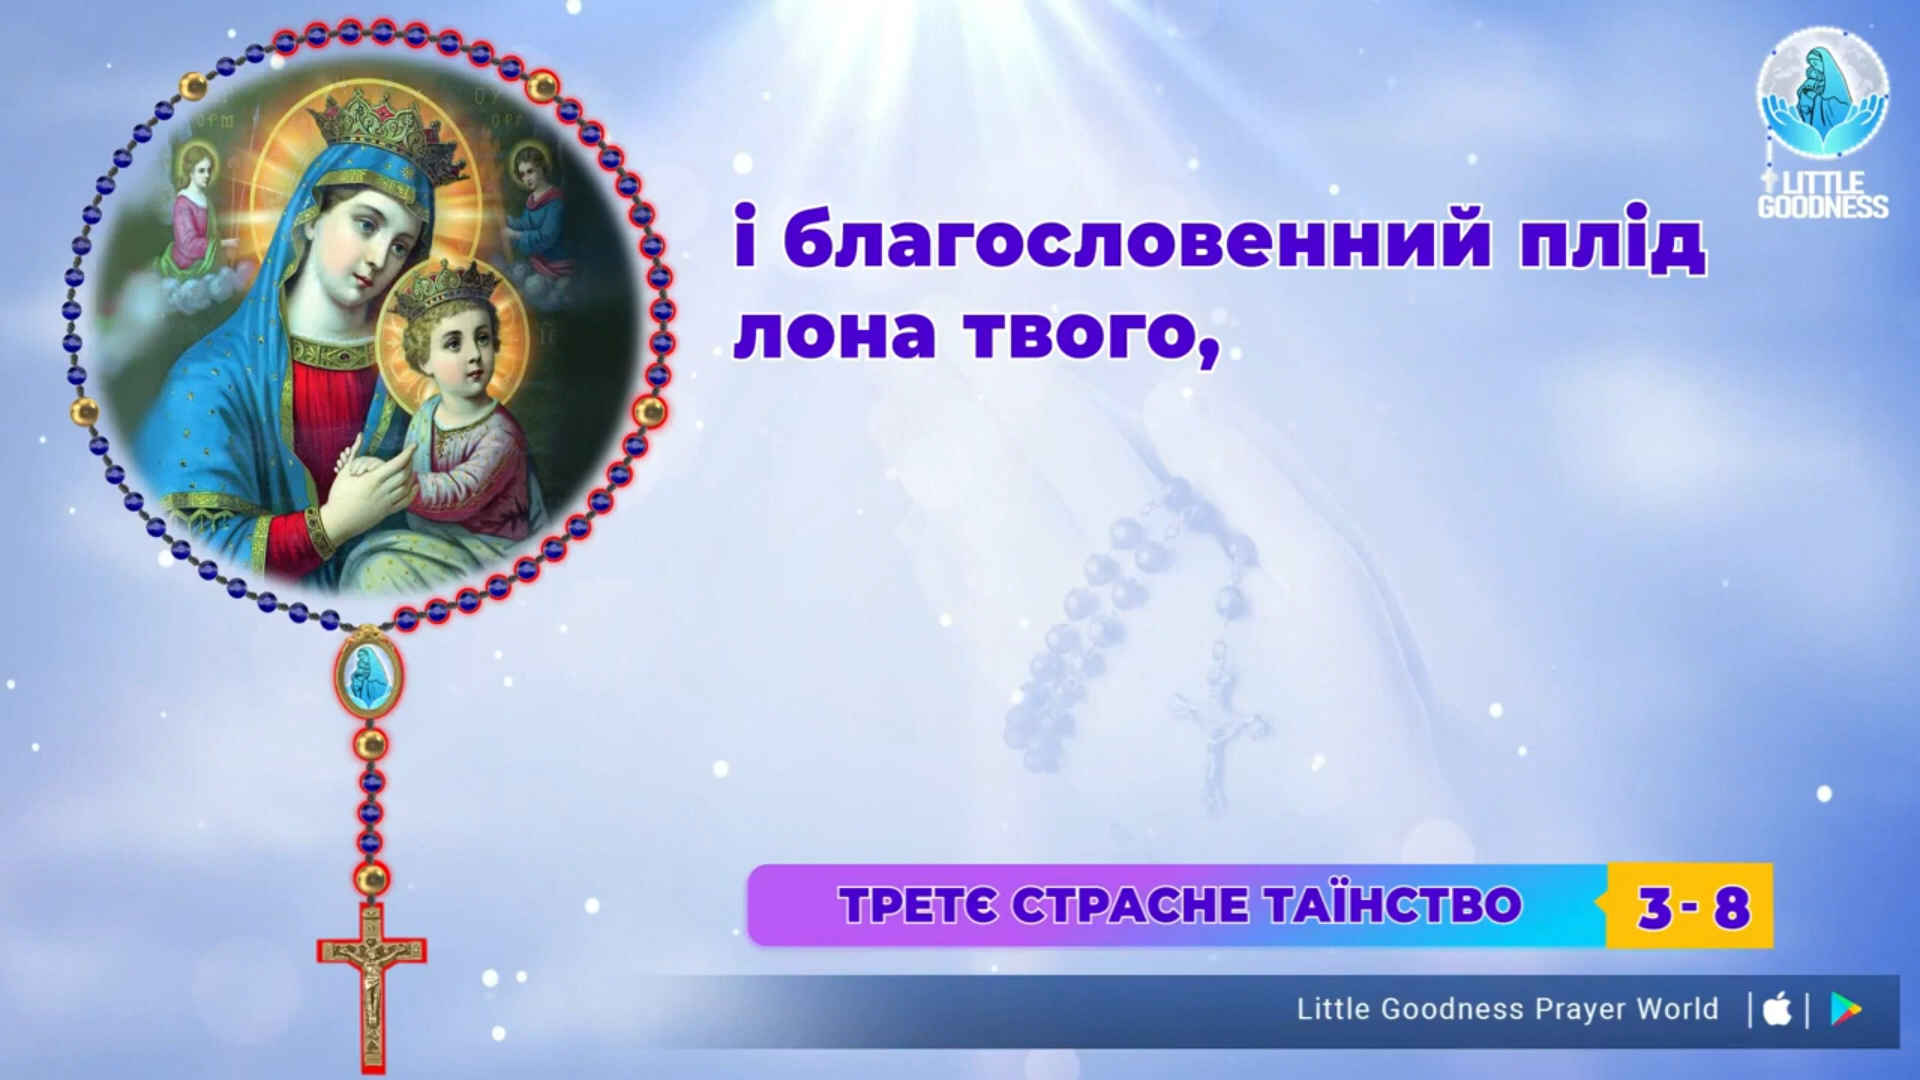 і благословенний плід
лона твого,
LITTLE
GOODNESS
ТРЕТЄ СТРАСНЕ ТАЇНСТВО
3 - 8
Little Goodness Prayer World